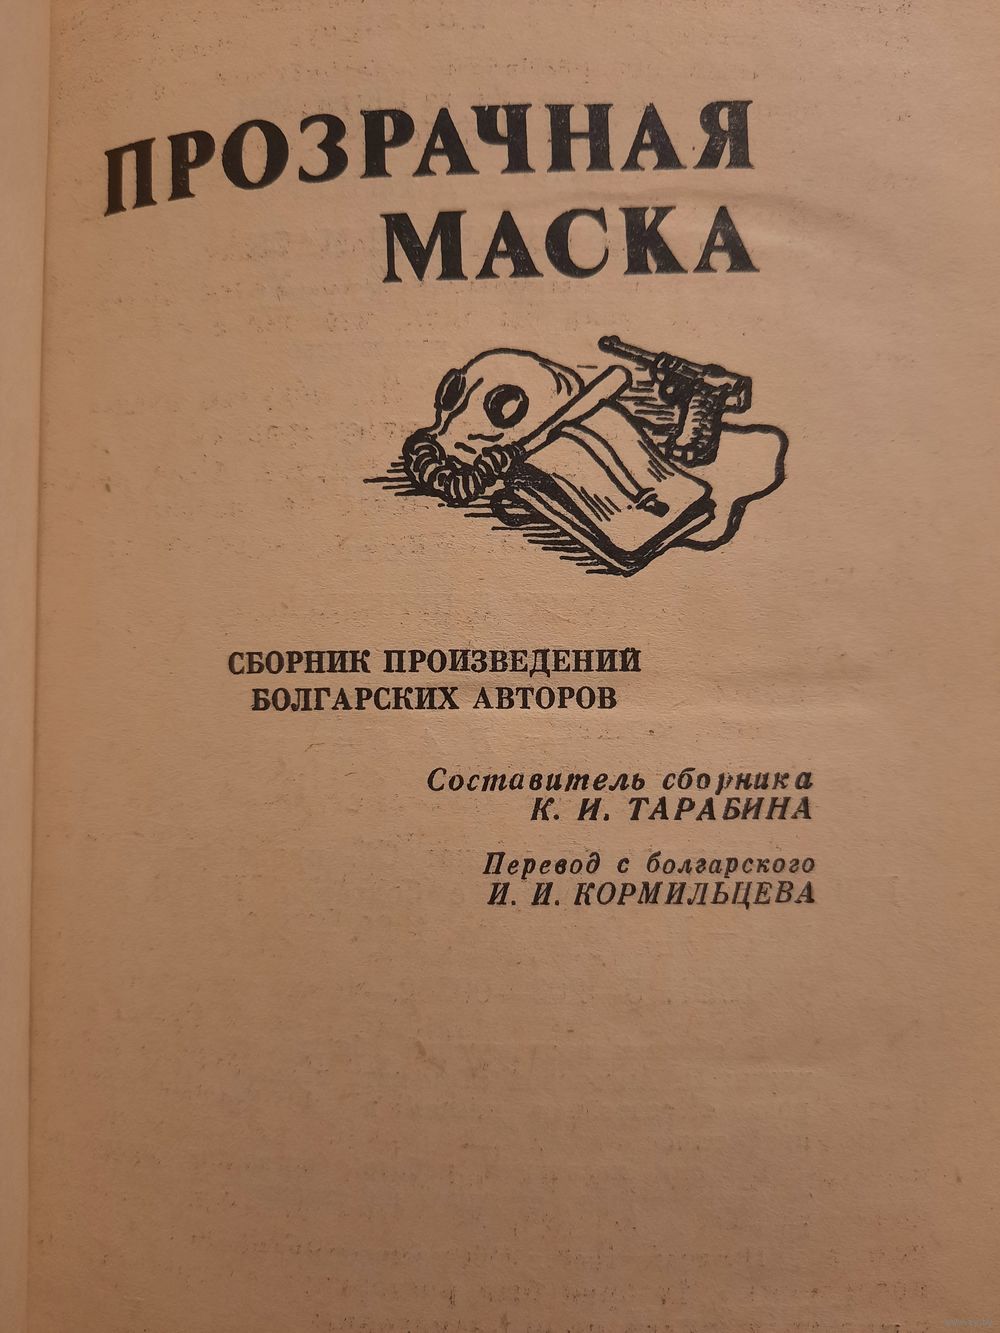 ПРОЗРАЧНАЯ
МАСКА
СБОРНИК ПРОИЗВЕДЕНИЙ
БОЛГАРСКИХ АВТОРОВ
Составитель сборника
К. И. ТАРАБИНА
Перевод с болгарского
И. И. КОРМИЛЬЦЕВА